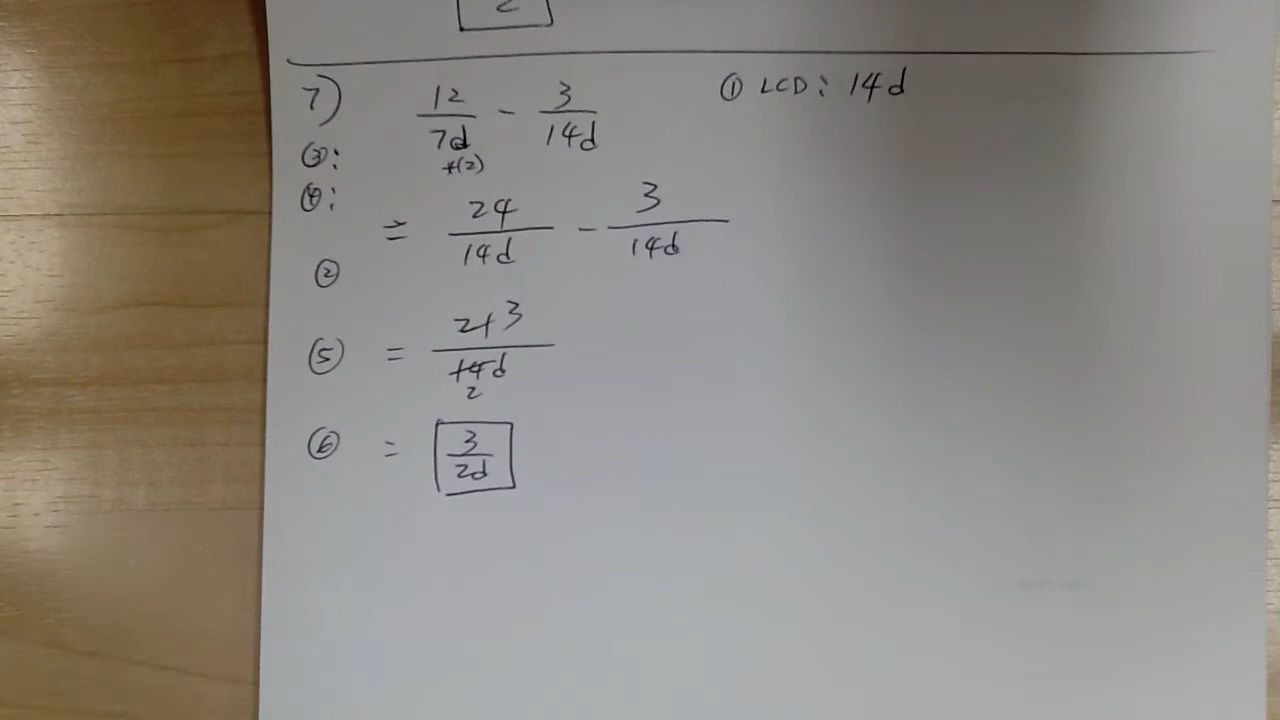 2
7) 12/7d - 3/14d ① LCD: 14d
③: *(2)
④:
= 24/14d - 3/14d
②
⑤ = 21 3/14d
2
⑥ = 3/2d